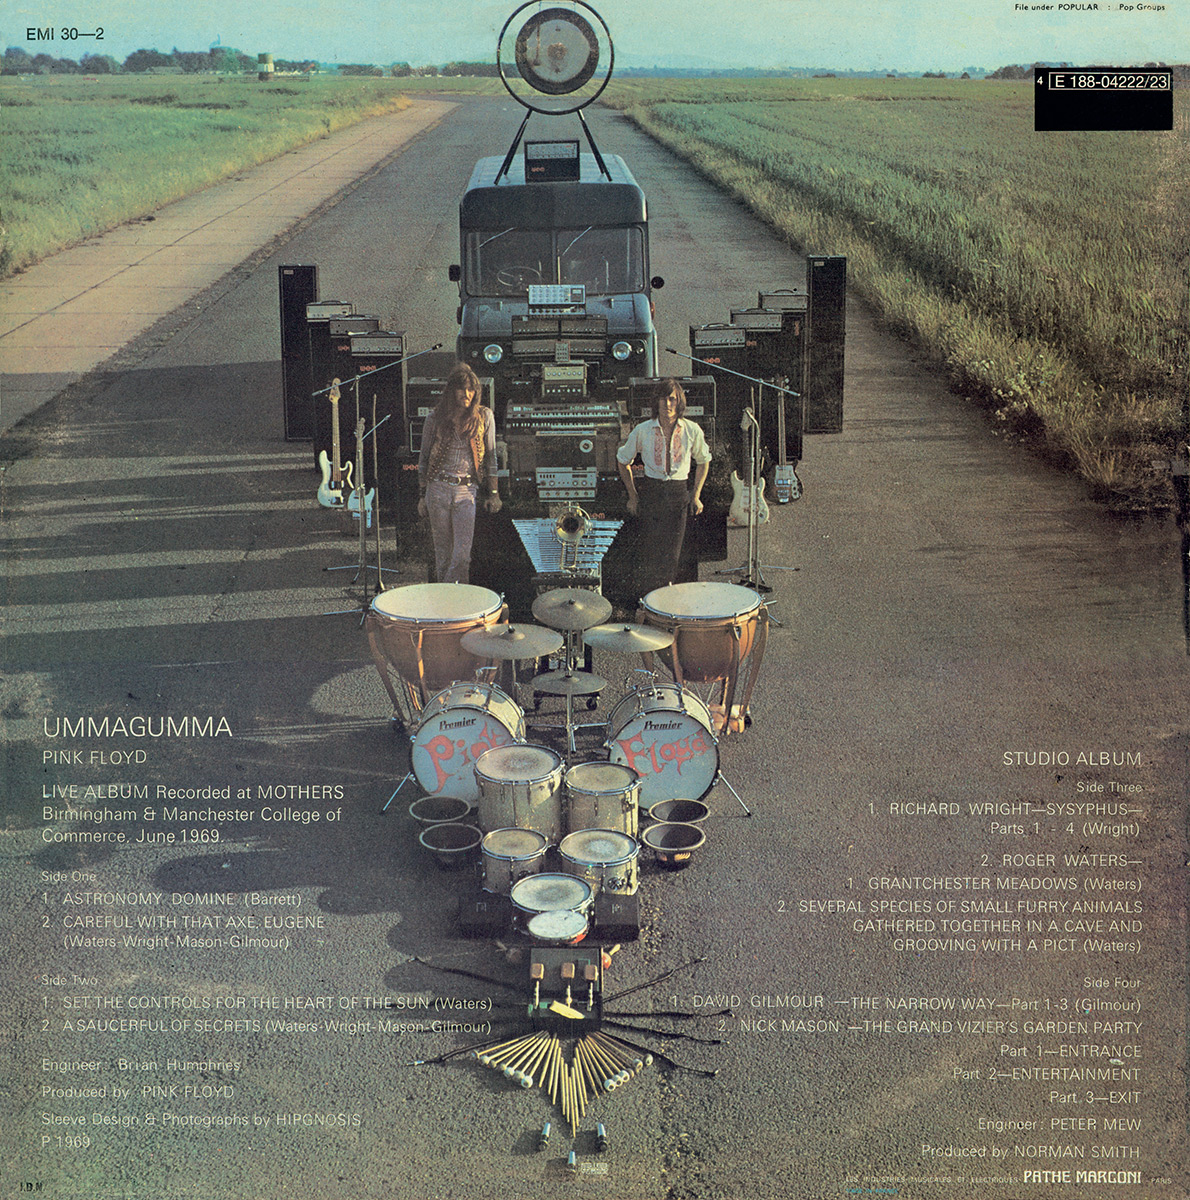 File under POPULAR : Pop Groups
EMI 30—2
4 E 188-04222/23
Premier
Pink
Premier
Floyd
UMMAGUMMA
PINK FLOYD
LIVE ALBUM Recorded at MOTHERS
Birmingham & Manchester College of
Commerce, June 1969.
Side One
1. ASTRONOMY DOMINE (Barrett)
2. CAREFUL WITH THAT AXE, EUGENE
(Waters-Wright-Mason-Gilmour)
Side Two
1. SET THE CONTROLS FOR THE HEART OF THE SUN (Waters)
2. A SAUCERFUL OF SECRETS (Waters-Wright-Mason-Gilmour)
Engineer: Brian Humphries
Produced by PINK FLOYD
Sleeve Design & Photographs by HIPGNOSIS
P 1969
I.D.N.
STUDIO ALBUM
Side Three
1. RICHARD WRIGHT—SYSYPHUS—
Parts 1 - 4 (Wright)
2. ROGER WATERS—
1. GRANTCHESTER MEADOWS (Waters)
2. SEVERAL SPECIES OF SMALL FURRY ANIMALS
GATHERED TOGETHER IN A CAVE AND
GROOVING WITH A PICT (Waters)
Side Four
1. DAVID GILMOUR —THE NARROW WAY—Part 1-3 (Gilmour)
2. NICK MASON —THE GRAND VIZIER'S GARDEN PARTY
Part 1—ENTRANCE
Part 2—ENTERTAINMENT
Part 3—EXIT
Engineer: PETER MEW
Produced by NORMAN SMITH
LES INDUSTRIES MUSICALES ET ELECTRIQUES PATHE MARCONI PARIS